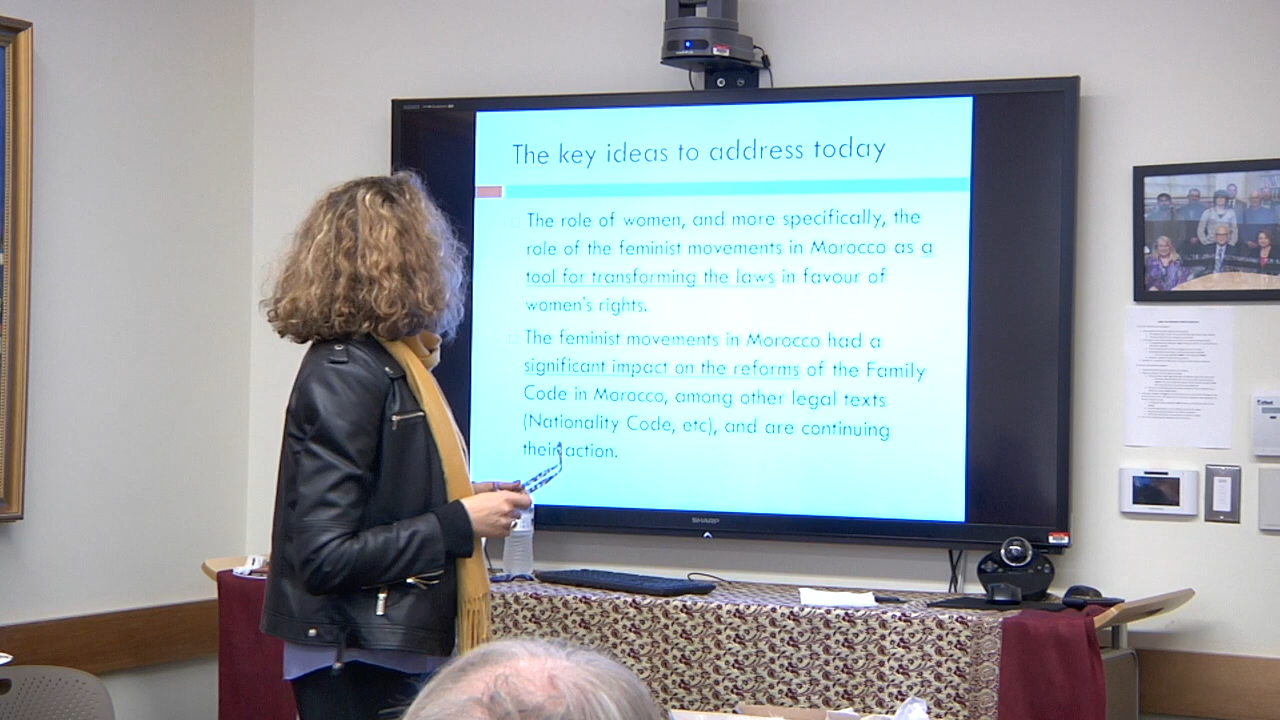 The key ideas to address today
The role of women, and more specifically, the
role of the feminist movements in Morocco as a
tool for transforming the laws in favour of
women's rights.
The feminist movements in Morocco had a
significant impact on the reforms of the Family
Code in Morocco, among other legal texts
(Nationality Code, etc), and are continuing
their action.
SHARP